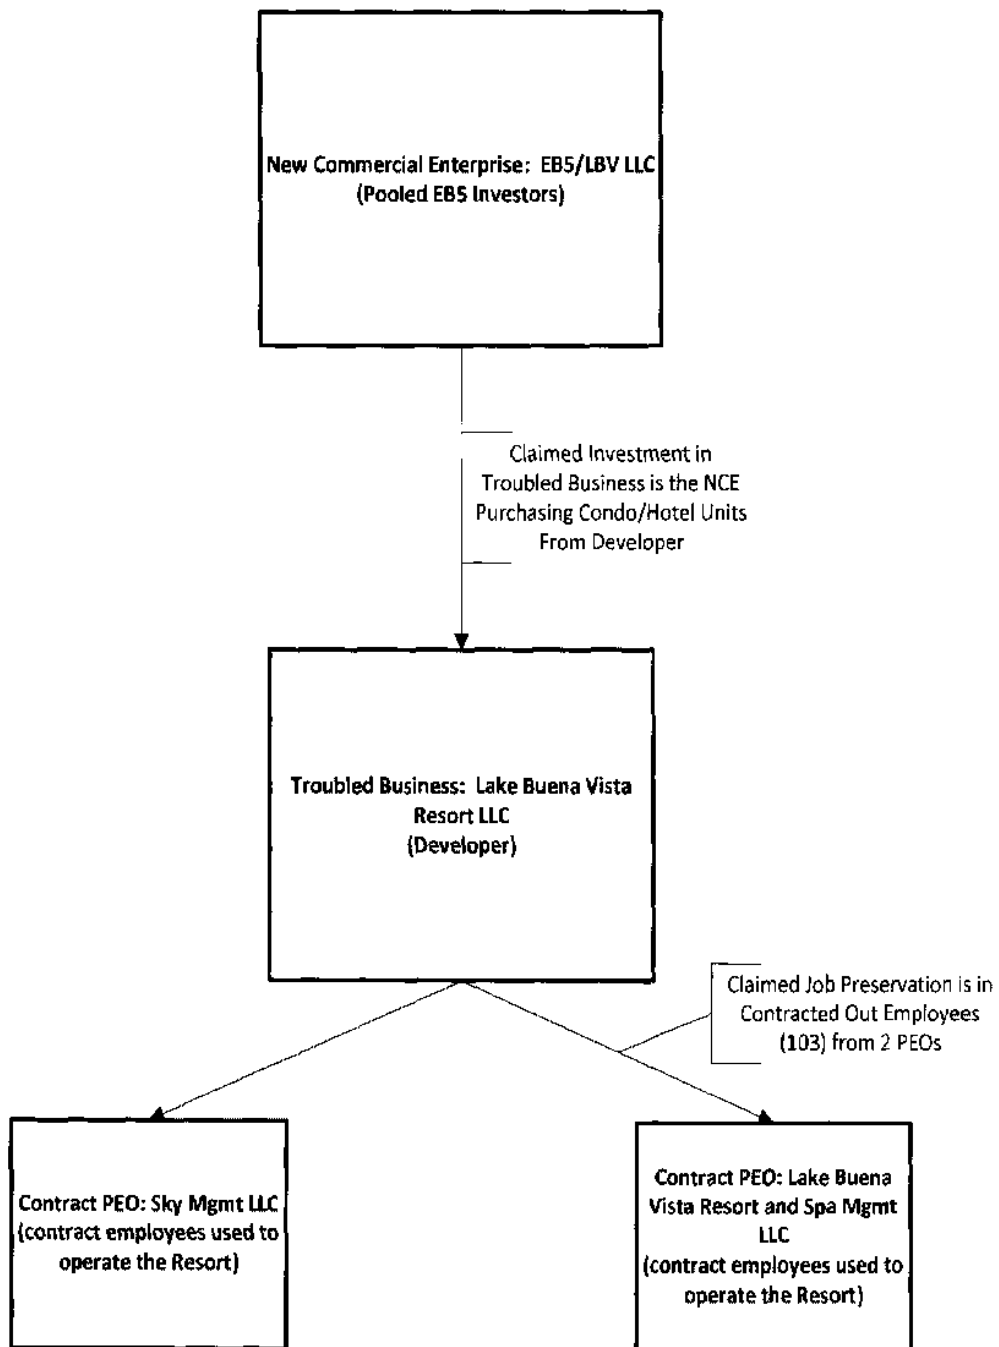 New Commercial Enterprise: EB5/LBV LLC
(Pooled EB5 Investors)
Claimed Investment in
Troubled Business is the NCE
Purchasing Condo/Hotel Units
From Developer
Troubled Business: Lake Buena Vista
Resort LLC
(Developer)
Claimed Job Preservation is in
Contracted Out Employees
(103) from 2 PEOs
Contract PEO: Sky Mgmt LLC
(contract employees used to
operate the Resort)
Contract PEO: Lake Buena
Vista Resort and Spa Mgmt
LLC
(contract employees used to
operate the Resort)